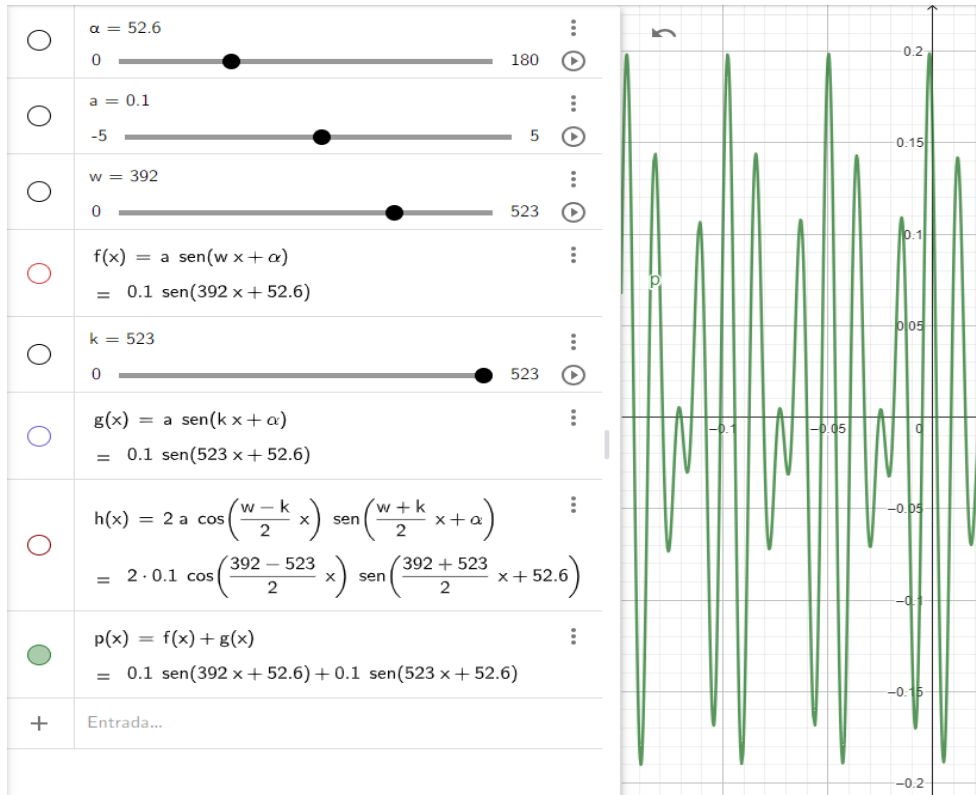 α = 52.6
0 180
a = 0.1
-5 5
w = 392
0 523
f(x) = a sen(w x + α)
= 0.1 sen(392 x + 52.6)
k = 523
0 523
g(x) = a sen(k x + α)
= 0.1 sen(523 x + 52.6)
h(x) = 2 a cos((w − k)/2 x) sen((w + k)/2 x + α)
= 2 · 0.1 cos((392 − 523)/2 x) sen((392 + 523)/2 x + 52.6)
p(x) = f(x) + g(x)
= 0.1 sen(392 x + 52.6) + 0.1 sen(523 x + 52.6)
+ Entrada...
0.2
0.15
0.1
p
0.05
−0.1 −0.05 0
−0.05
−0.1
−0.15
−0.2